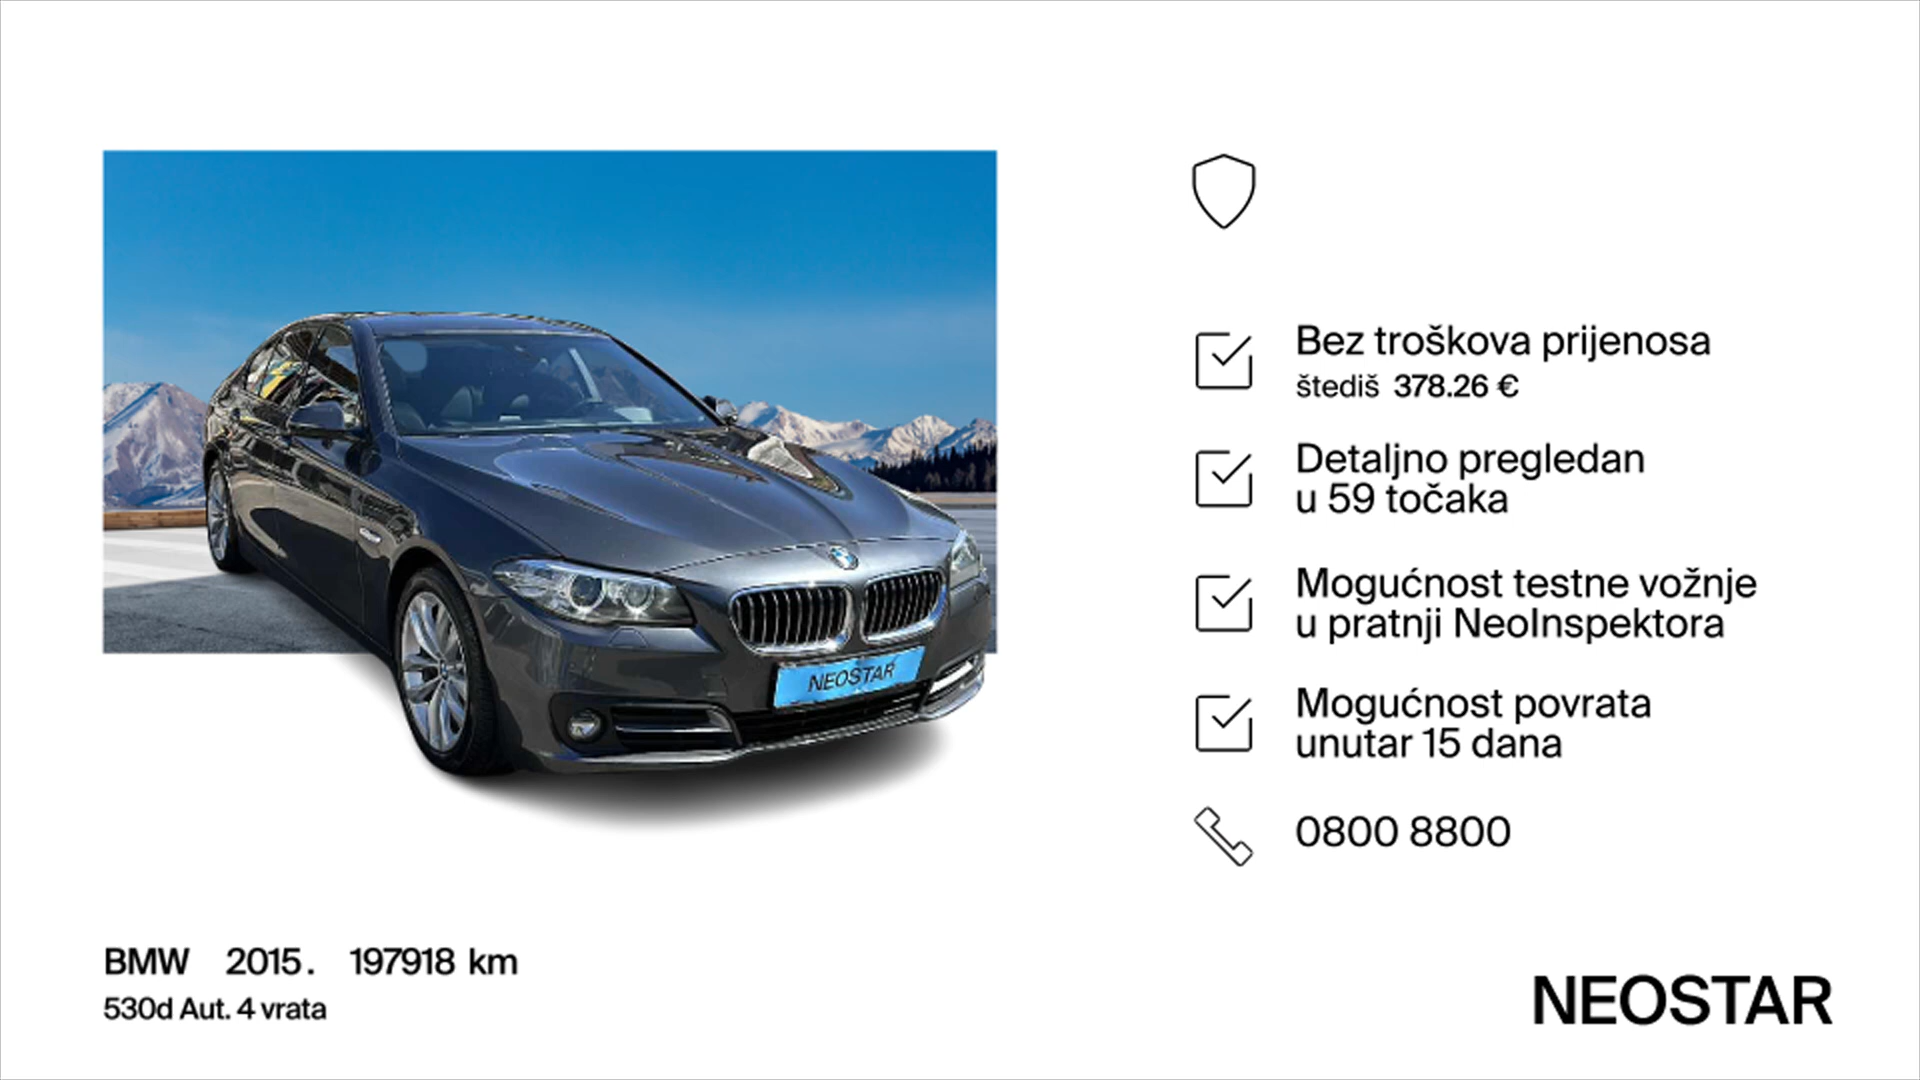 NEOSTAR
BMW 2015. 197918 km
530d Aut. 4 vrata
Bez troškova prijenosa
štediš 378.26 €
Detaljno pregledan
u 59 točaka
Mogućnost testne vožnje
u pratnji NeoInspektora
Mogućnost povrata
unutar 15 dana
0800 8800
NEOSTAR